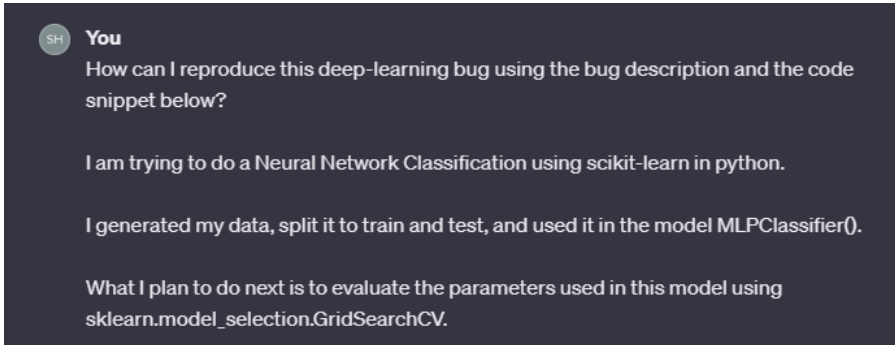 SH You
How can I reproduce this deep-learning bug using the bug description and the code
snippet below?
I am trying to do a Neural Network Classification using scikit-learn in python.
I generated my data, split it to train and test, and used it in the model MLPClassifier().
What I plan to do next is to evaluate the parameters used in this model using
sklearn.model_selection.GridSearchCV.